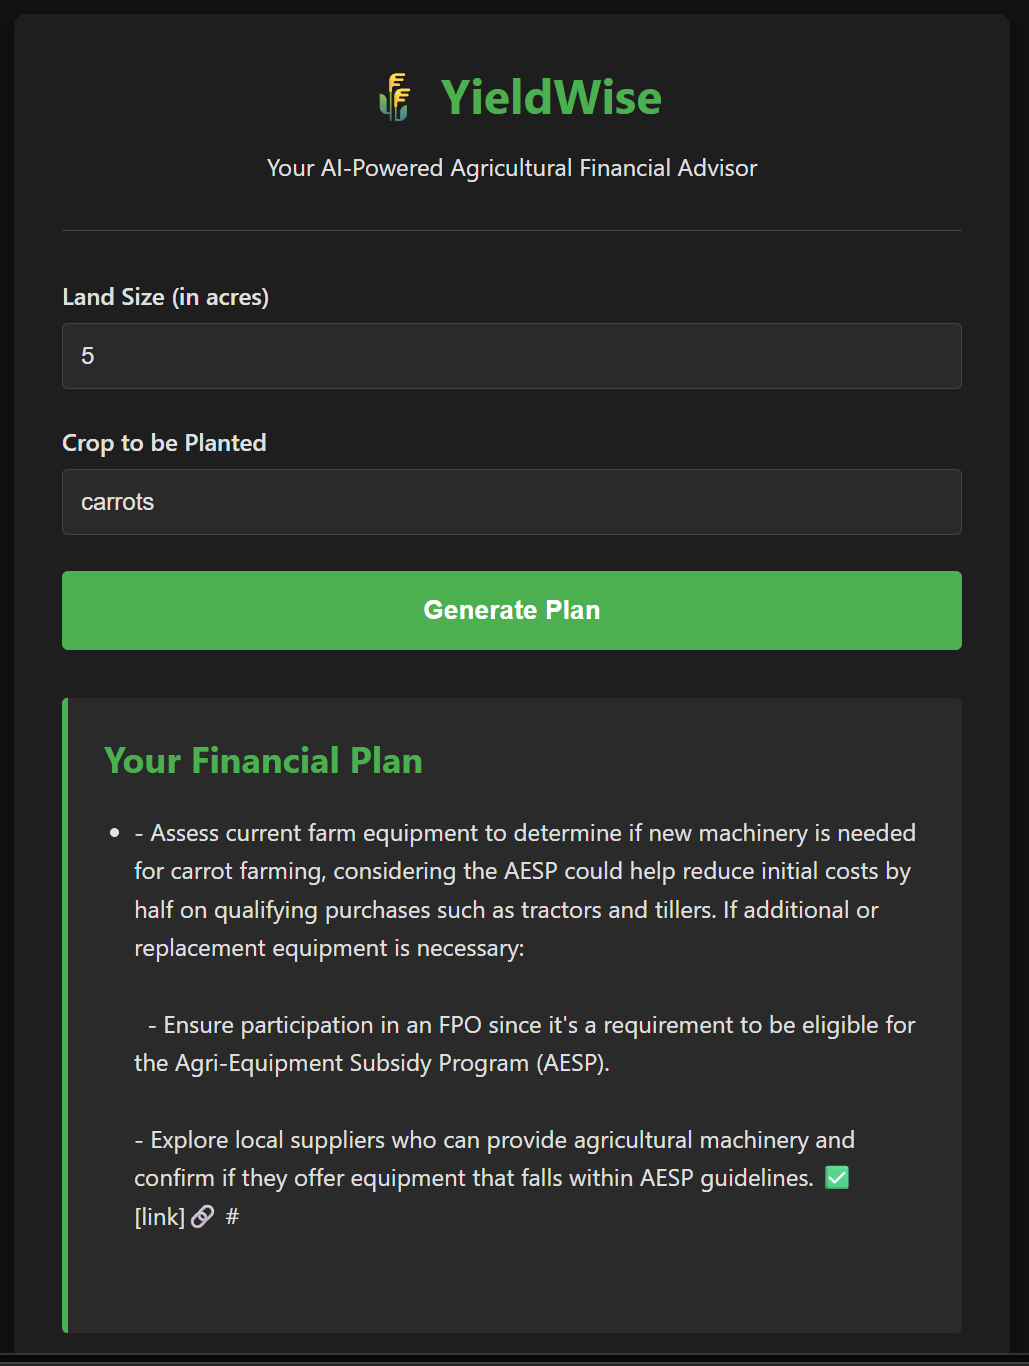 YieldWise
Your AI-Powered Agricultural Financial Advisor
Land Size (in acres)
5
Crop to be Planted
carrots
Generate Plan
Your Financial Plan
- Assess current farm equipment to determine if new machinery is needed
for carrot farming, considering the AESP could help reduce initial costs by
half on qualifying purchases such as tractors and tillers. If additional or
replacement equipment is necessary:
- Ensure participation in an FPO since it's a requirement to be eligible for
the Agri-Equipment Subsidy Program (AESP).
- Explore local suppliers who can provide agricultural machinery and
confirm if they offer equipment that falls within AESP guidelines. ✅
[link]🔗 #